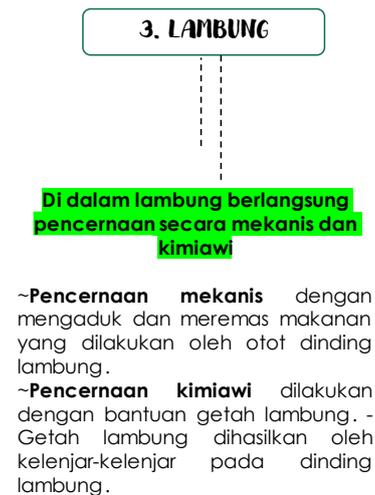 3. LAMBUNG
Di dalam lambung berlangsung
pencernaan secara mekanis dan
kimiawi
~Pencernaan mekanis dengan
mengaduk dan meremas makanan
yang dilakukan oleh otot dinding
lambung.
~Pencernaan kimiawi dilakukan
dengan bantuan getah lambung. -
Getah lambung dihasilkan oleh
kelenjar-kelenjar pada dinding
lambung.